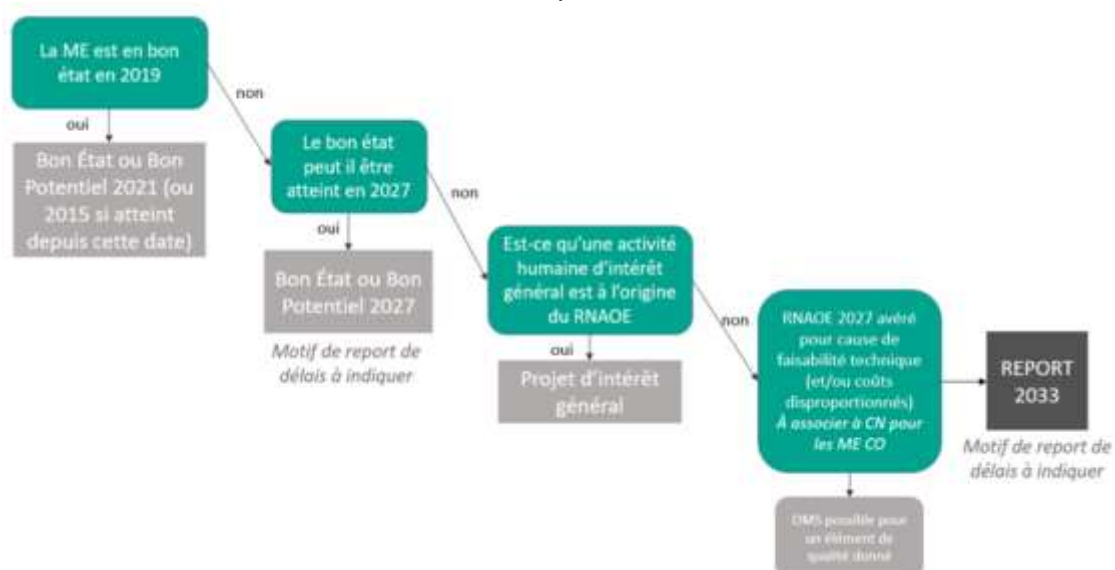 La ME est en bon
état en 2019
non
oui
Bon État ou Bon
Potentiel 2021 (ou
2015 si atteint
depuis cette date)
Le bon état
peut il être
atteint en 2027
non
oui
Bon État ou Bon
Potentiel 2027
Motif de report de
délais à indiquer
Est-ce qu'une activité
humaine d'intérêt
général est à l'origine
du RNAOE
non
oui
Projet d'intérêt
général
RNAOE 2027 avéré
pour cause de
faisabilité technique
(et/ou coûts
disproportionnés)
À associer à CN pour
les ME CO
REPORT
2033
Motif de report de
délais à indiquer
OMS possible pour
un élément de
qualité donné